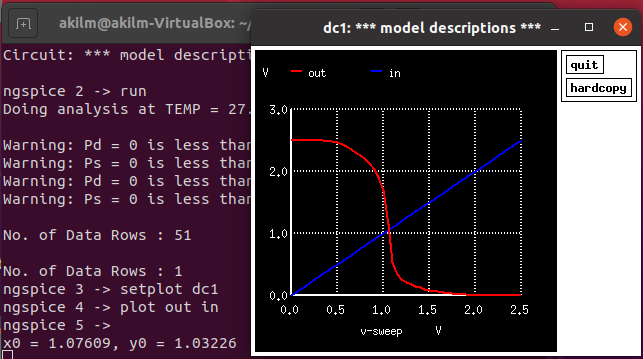 akilm@akilm-VirtualBox: ~/
dc1: *** model descriptions ***
Circuit: *** model descripti
ngspice 2 -> run
Doing analysis at TEMP = 27.
Warning: Pd = 0 is less than
Warning: Ps = 0 is less than
Warning: Pd = 0 is less than
Warning: Ps = 0 is less than
No. of Data Rows : 51
No. of Data Rows : 1
ngspice 3 -> setplot dc1
ngspice 4 -> plot out in
ngspice 5 ->
x0 = 1.07609, y0 = 1.03226
V
out
in
3.0
2.0
1.0
0.0
0.0 0.5 1.0 1.5 2.0 2.5
v-sweep V
quit
hardcopy